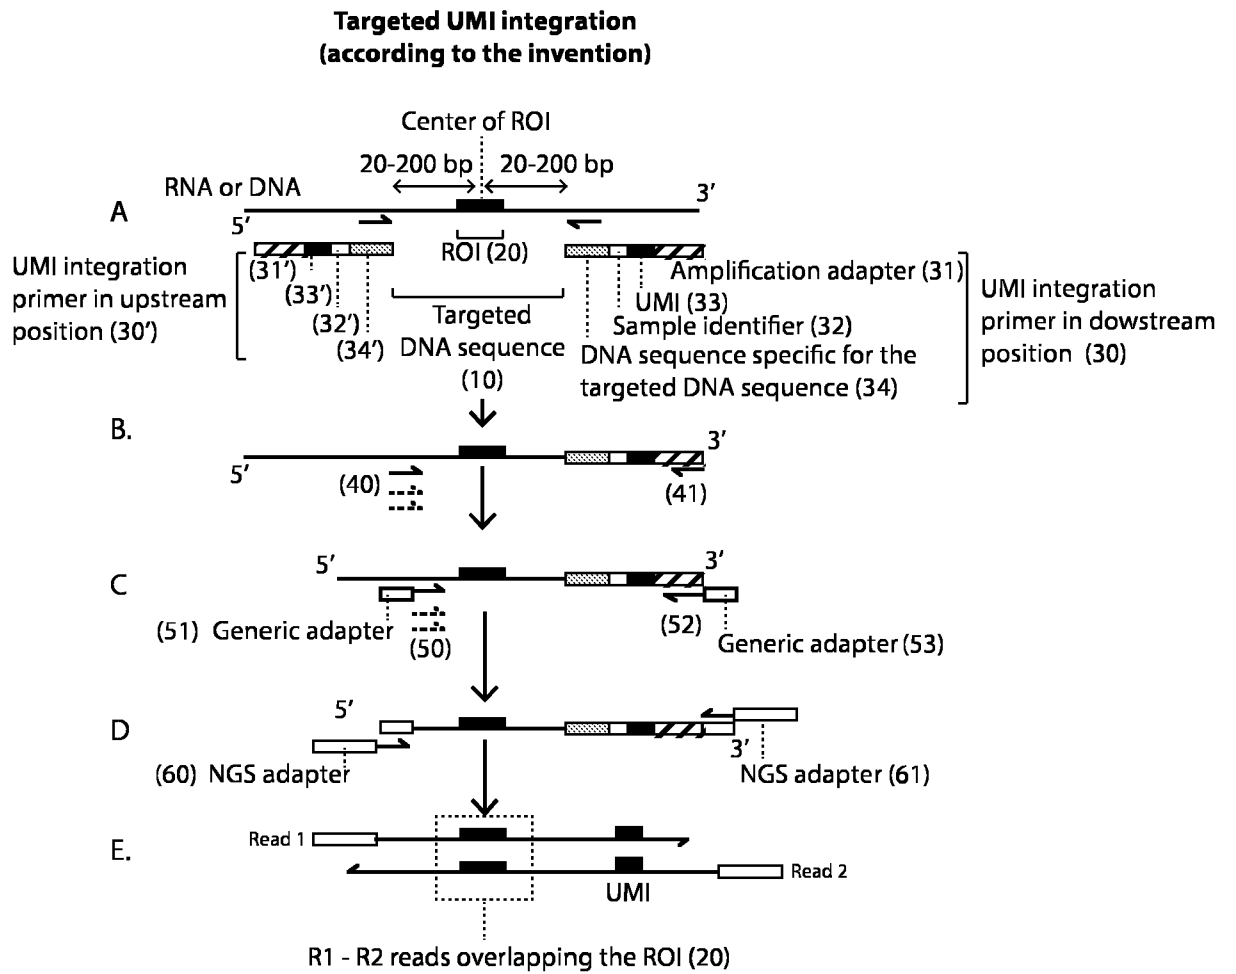 Targeted UMI integration
(according to the invention)
Center of ROI
20-200 bp
20-200 bp
RNA or DNA
3′
A
5′
ROI (20)
UMI integration
primer in upstream
position (30′)
(31′)
(33′)
(32′)
(34′)
Amplification adapter (31)
UMI (33)
Sample identifier (32)
DNA sequence specific for the
targeted DNA sequence (34)
UMI integration
primer in dowstream
position (30)
Targeted
DNA sequence
(10)
B.
3′
5′
(40)
(41)
C
5′
3′
(51) Generic adapter
(50)
(52)
Generic adapter (53)
D
5′
3′
(60) NGS adapter
NGS adapter (61)
E.
Read 1
Read 2
UMI
R1 - R2 reads overlapping the ROI (20)